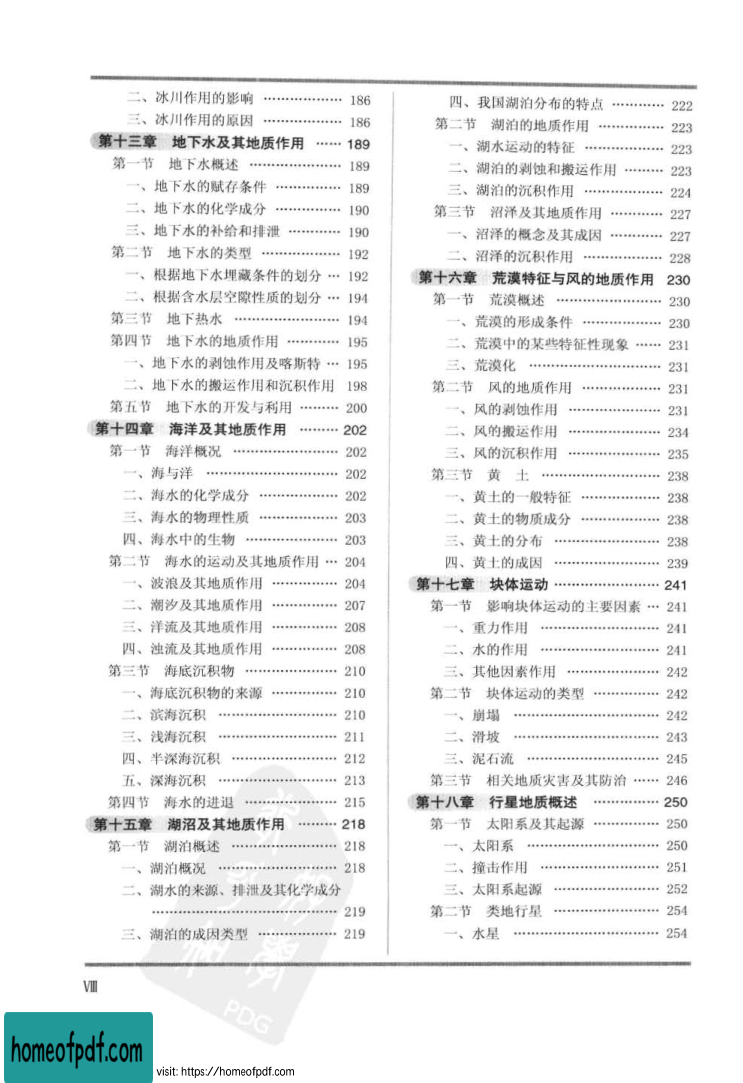 二、冰川作用的影响 ·················· 186
三、冰川作用的原因 ·················· 186
第十三章 地下水及其地质作用 ······ 189
第一节 地下水概述 ·················· 189
一、地下水的赋存条件 ··············· 189
二、地下水的化学成分 ··············· 190
三、地下水的补给和排泄 ············ 190
第二节 地下水的类型 ··············· 192
一、根据地下水埋藏条件的划分 ··· 192
二、根据含水层空隙性质的划分 ··· 194
第三节 地下热水 ····················· 194
第四节 地下水的地质作用 ············ 195
一、地下水的剥蚀作用及喀斯特 ··· 195
二、地下水的搬运作用和沉积作用 198
第五节 地下水的开发与利用 ········· 200
第十四章 海洋及其地质作用 ········· 202
第一节 海洋概况 ····················· 202
一、海与洋 ··························· 202
二、海水的化学成分 ·················· 202
三、海水的物理性质 ·················· 203
四、海水中的生物 ····················· 203
第二节 海水的运动及其地质作用 ··· 204
一、波浪及其地质作用 ··············· 204
二、潮汐及其地质作用 ··············· 207
三、洋流及其地质作用 ··············· 208
四、浊流及其地质作用 ··············· 208
第三节 海底沉积物 ·················· 210
一、海底沉积物的来源 ··············· 210
二、滨海沉积 ························ 210
三、浅海沉积 ························ 211
四、半深海沉积 ····················· 212
五、深海沉积 ························ 213
第四节 海水的进退 ·················· 215
第十五章 湖沼及其地质作用 ········· 218
第一节 湖泊概述 ····················· 218
一、湖泊概况 ························ 218
二、湖水的来源、排泄及其化学成分
······································· 219
三、湖泊的成因类型 ·················· 219
四、我国湖泊分布的特点 ············ 222
第二节 湖泊的地质作用 ··············· 223
一、湖水运动的特征 ·················· 223
二、湖泊的剥蚀和搬运作用 ········· 223
三、湖泊的沉积作用 ·················· 224
第三节 沼泽及其地质作用 ············ 227
一、沼泽的概念及其成因 ············ 227
二、沼泽的沉积作用 ·················· 228
第十六章 荒漠特征与风的地质作用 230
第一节 荒漠概述 ····················· 230
一、荒漠的形成条件 ·················· 230
二、荒漠中的某些特征性现象 ······ 231
三、荒漠化 ··························· 231
第二节 风的地质作用 ·················· 231
一、风的剥蚀作用 ····················· 231
二、风的搬运作用 ····················· 234
三、风的沉积作用 ····················· 235
第三节 黄 土 ························ 238
一、黄土的一般特征 ·················· 238
二、黄土的物质成分 ·················· 238
三、黄土的分布 ························ 238
四、黄土的成因 ························ 239
第十七章 块体运动 ····················· 241
第一节 影响块体运动的主要因素 ··· 241
一、重力作用 ························ 241
二、水的作用 ························ 241
三、其他因素作用 ····················· 242
第二节 块体运动的类型 ··············· 242
一、崩塌 ······························ 242
二、滑坡 ······························ 243
三、泥石流 ··························· 245
第三节 相关地质灾害及其防治 ······ 246
第十八章 行星地质概述 ··············· 250
第一节 太阳系及其起源 ··············· 250
一、太阳系 ··························· 250
二、撞击作用 ························ 251
三、太阳系起源 ························ 252
第二节 类地行星 ····················· 254
一、水星 ······························ 254
Ⅷ
PDG
homeofpdf.com
visit: https://homeofpdf.com